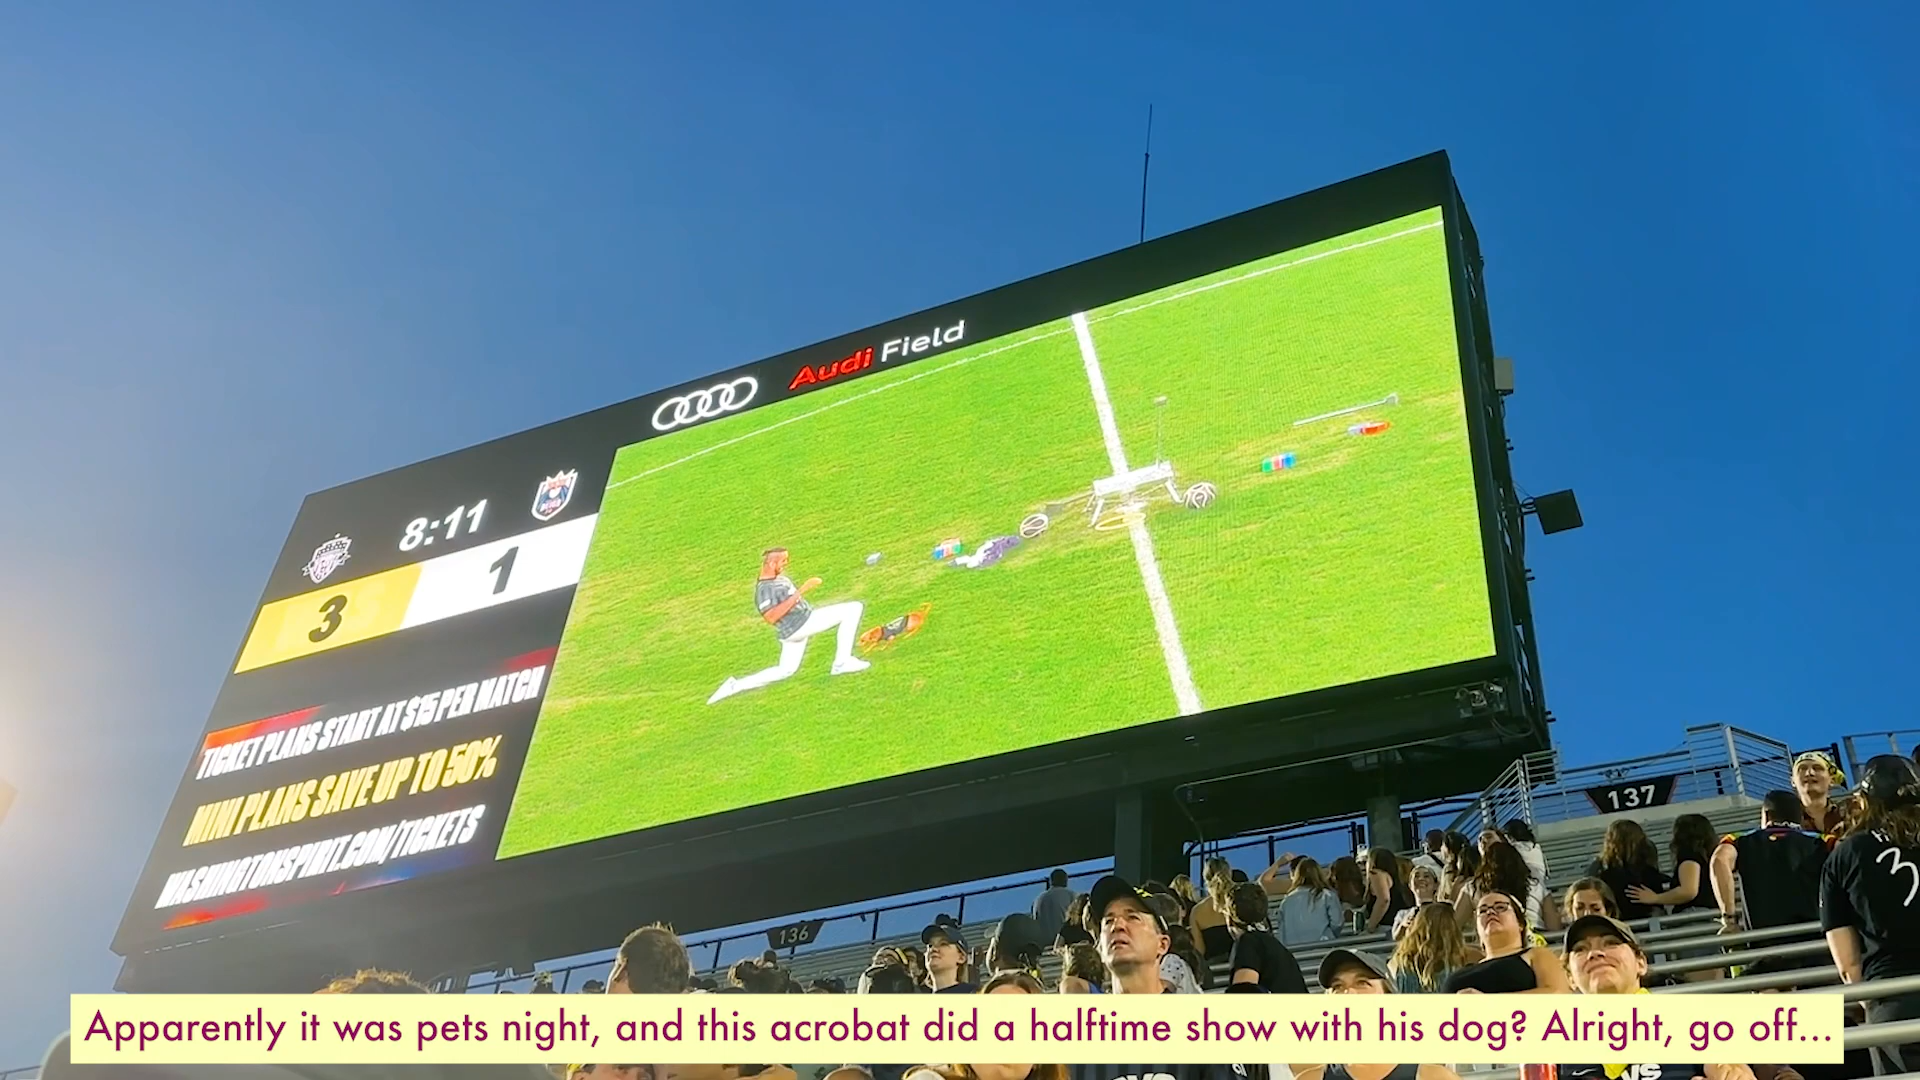 Audi Field
8:11
3
1
TICKET PLANS START AT $15 PER MATCH
MINI PLANS SAVE UP TO 50%
WASHINGTONSPIRIT.COM/TICKETS
137
136
3
Apparently it was pets night, and this acrobat did a halftime show with his dog? Alright, go off...